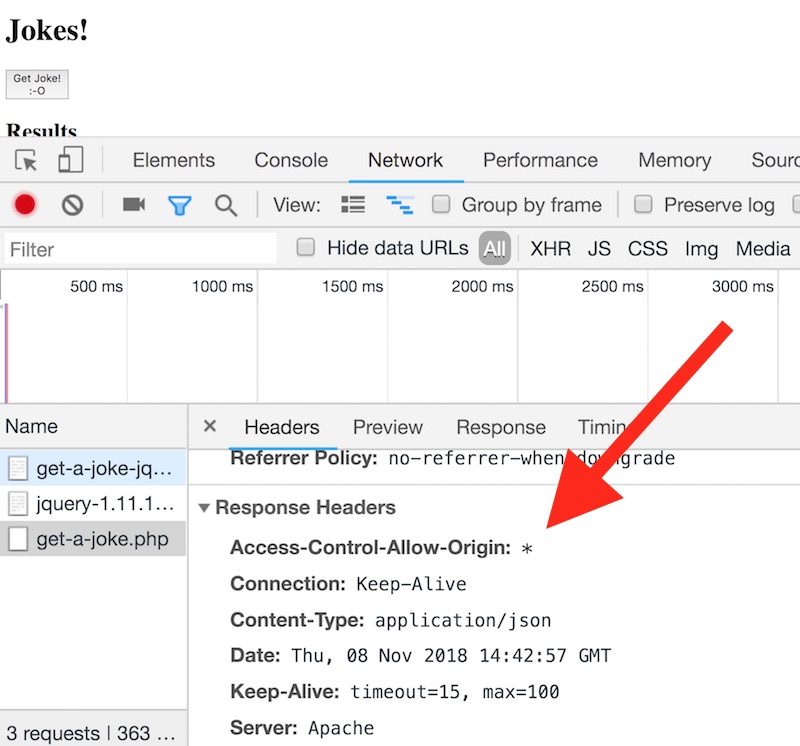 Jokes!
Get Joke!
:-O
Results
Elements Console Network Performance Memory Sourc
View: Group by frame Preserve log
Filter Hide data URLs All XHR JS CSS Img Media
500 ms 1000 ms 1500 ms 2000 ms 2500 ms 3000 ms
Name
get-a-joke-jq...
jquery-1.11.1...
get-a-joke.php
3 requests | 363 ...
× Headers Preview Response Timin
Referrer Policy: no-referrer-when-downgrade
Response Headers
Access-Control-Allow-Origin: *
Connection: Keep-Alive
Content-Type: application/json
Date: Thu, 08 Nov 2018 14:42:57 GMT
Keep-Alive: timeout=15, max=100
Server: Apache